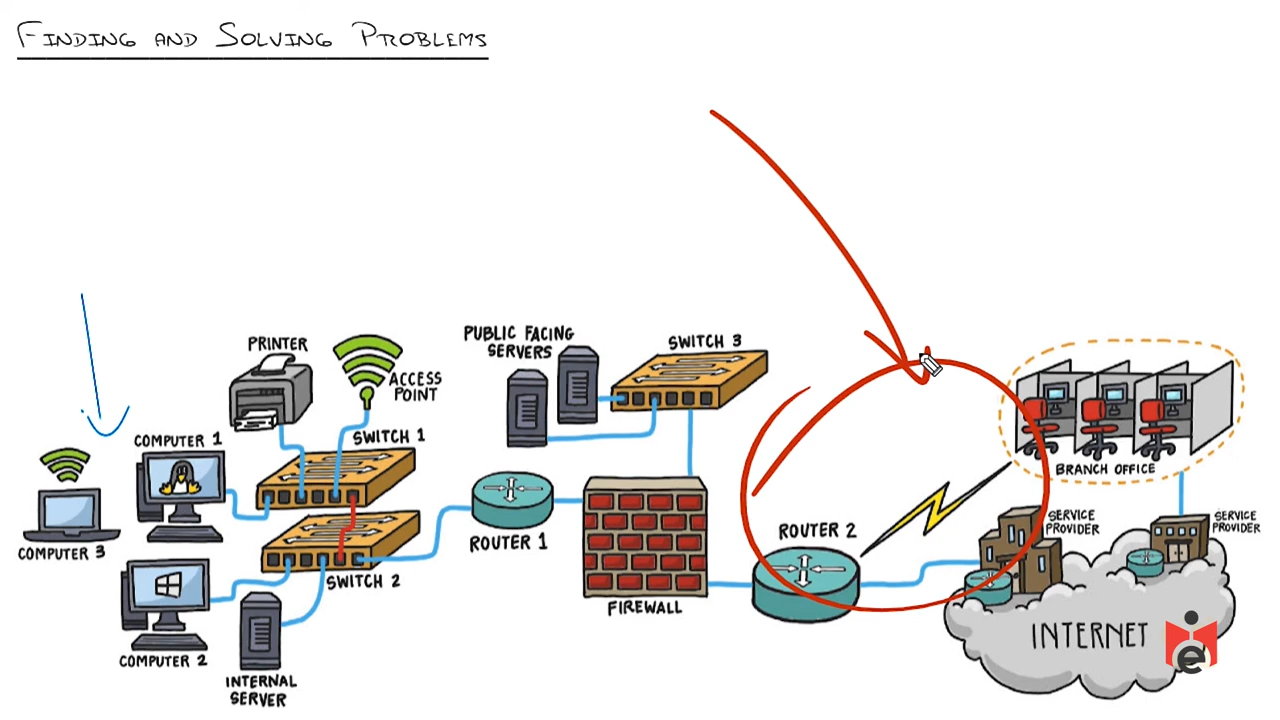 FINDING AND SOLVING PROBLEMS
PRINTER
ACCESS
POINT
COMPUTER 1
SWITCH 1
COMPUTER 3
SWITCH 2
COMPUTER 2
INTERNAL
SERVER
PUBLIC FACING
SERVERS
SWITCH 3
ROUTER 1
FIREWALL
ROUTER 2
BRANCH OFFICE
SERVICE
PROVIDER
SERVICE
PROVIDER
INTERNET